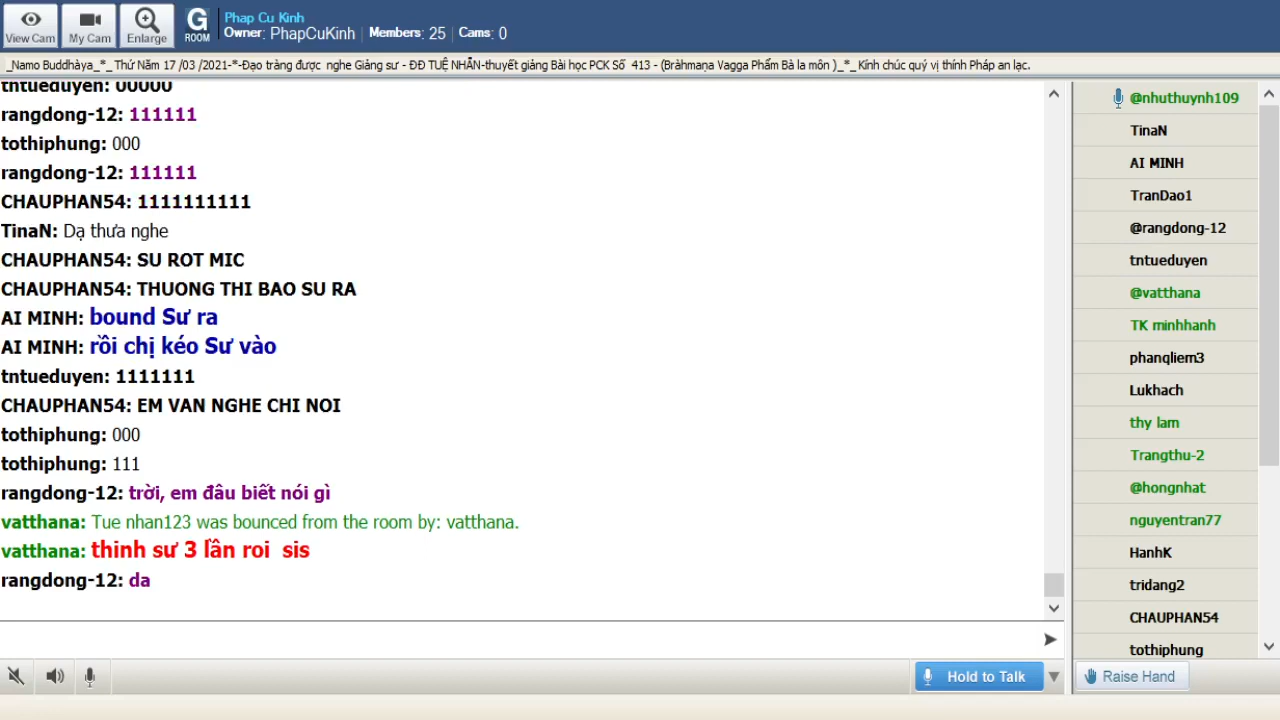 Phap Cu Kinh
Owner: PhapCuKinh Members: 25 Cams: 0
View Cam My Cam Enlarge G ROOM
_Namo Buddhàya_*_ Thứ Năm 17 /03 /2021-*-Đạo tràng được nghe Giảng sư - ĐĐ TUỆ NHẪN-thuyết giảng Bài học PCK Số 413 - (Bràhmaṇa Vagga Phẩm Bà la môn )_*_ Kính chúc quý vị thính Pháp an lạc.
tntueduyen: 00000
rangdong-12: 111111
tothiphung: 000
rangdong-12: 111111
CHAUPHAN54: 1111111111
TinaN: Dạ thưa nghe
CHAUPHAN54: SU ROT MIC
CHAUPHAN54: THUONG THI BAO SU RA
AI MINH: bound Sư ra
AI MINH: rồi chị kéo Sư vào
tntueduyen: 1111111
CHAUPHAN54: EM VAN NGHE CHI NOI
tothiphung: 000
tothiphung: 111
rangdong-12: trời, em đâu biết nói gì
vatthana: Tue nhan123 was bounced from the room by: vatthana.
vatthana: thinh sư 3 lần roi sis
rangdong-12: da
@nhuthuynh109
TinaN
AI MINH
TranDao1
@rangdong-12
tntueduyen
@vatthana
TK minhhanh
phanqliem3
Lukhach
thy lam
Trangthu-2
@hongnhat
nguyentran77
HanhK
tridang2
CHAUPHAN54
tothiphung
Hold to Talk
Raise Hand